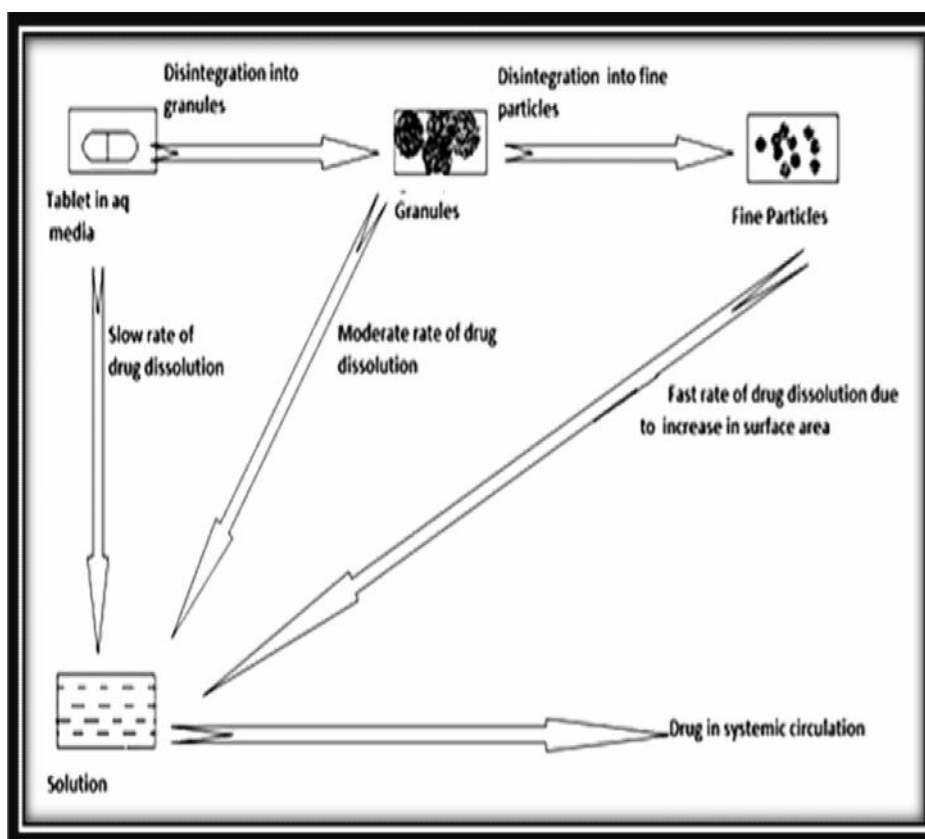 Disintegration into
granules
Disintegration into fine
particles
Tablet in aq
media
Granules
Fine Particles
Slow rate of
drug dissolution
Moderate rate of drug
dissolution
Fast rate of drug dissolution due
to increase in surface area
Solution
Drug in systemic circulation